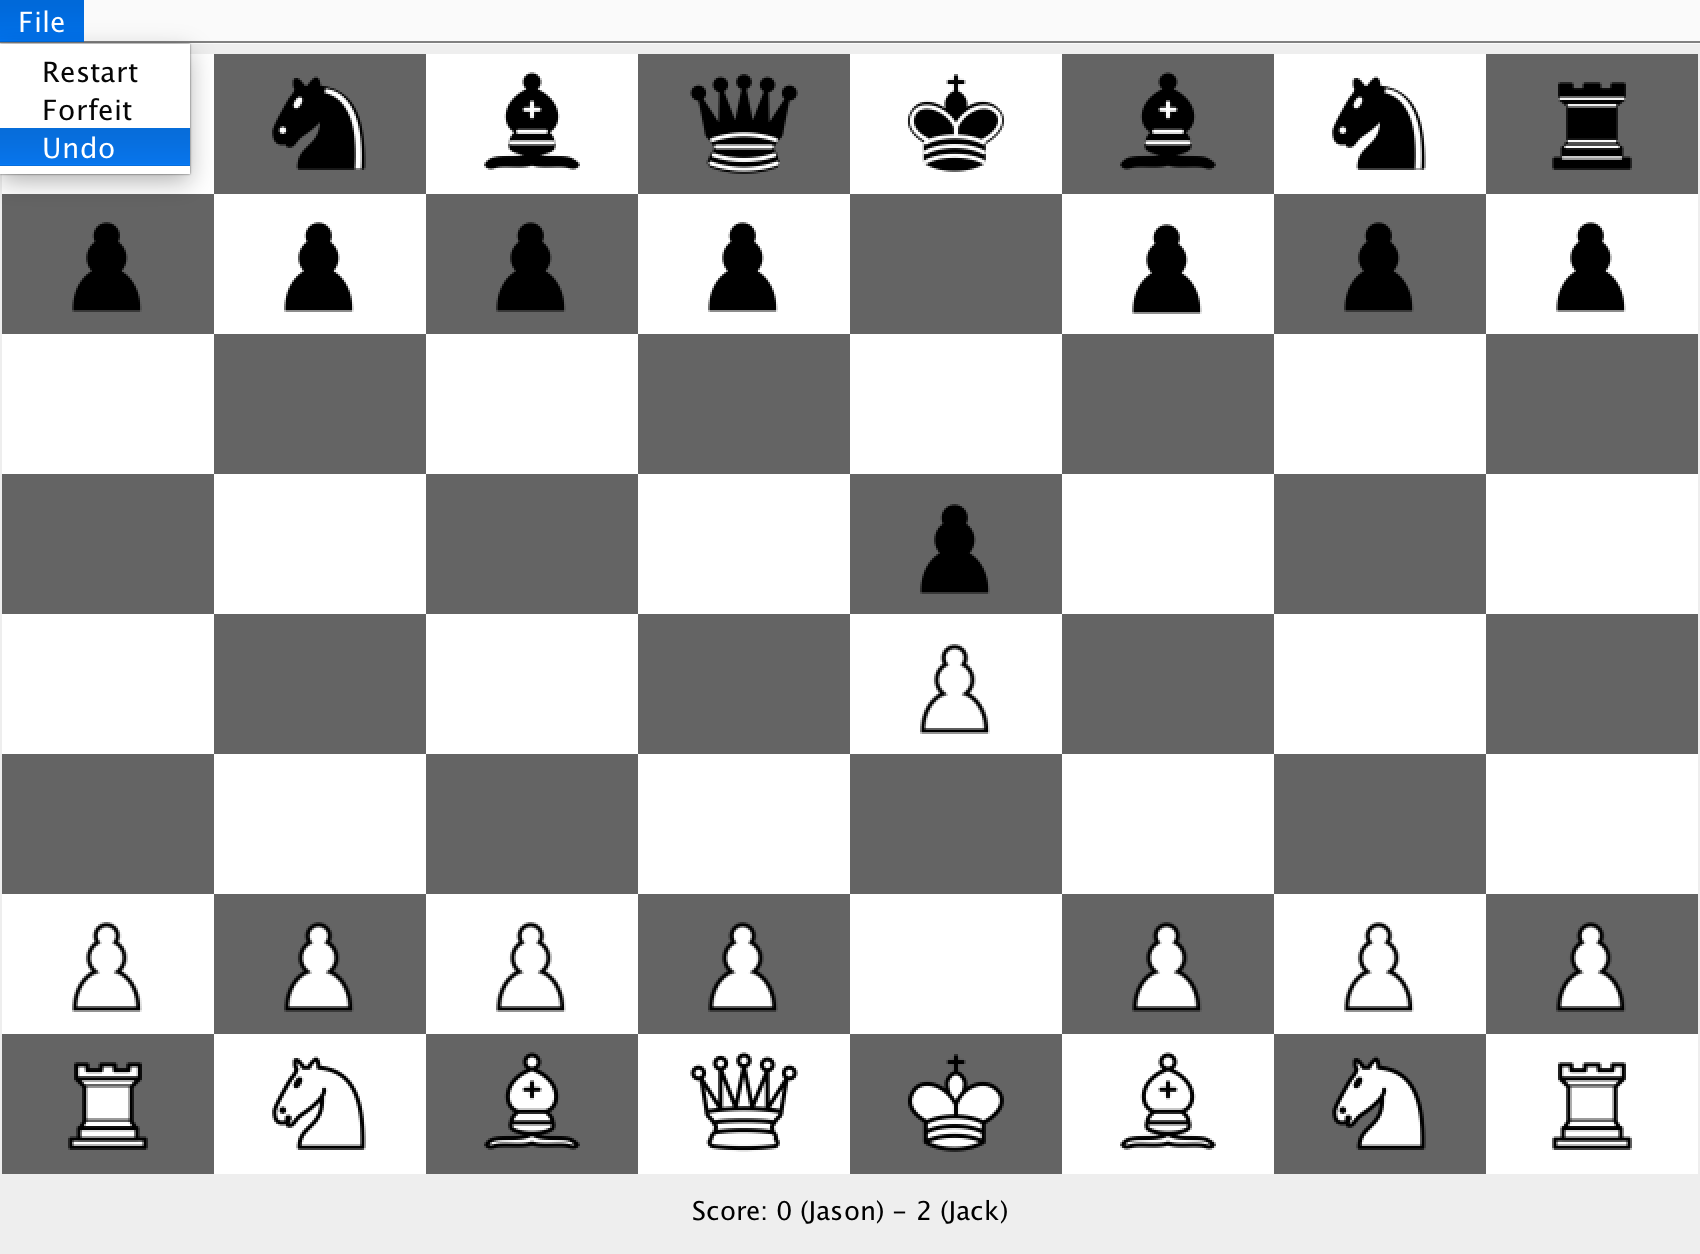 File
Restart
Forfeit
Undo
Score: 0 (Jason) - 2 (Jack)